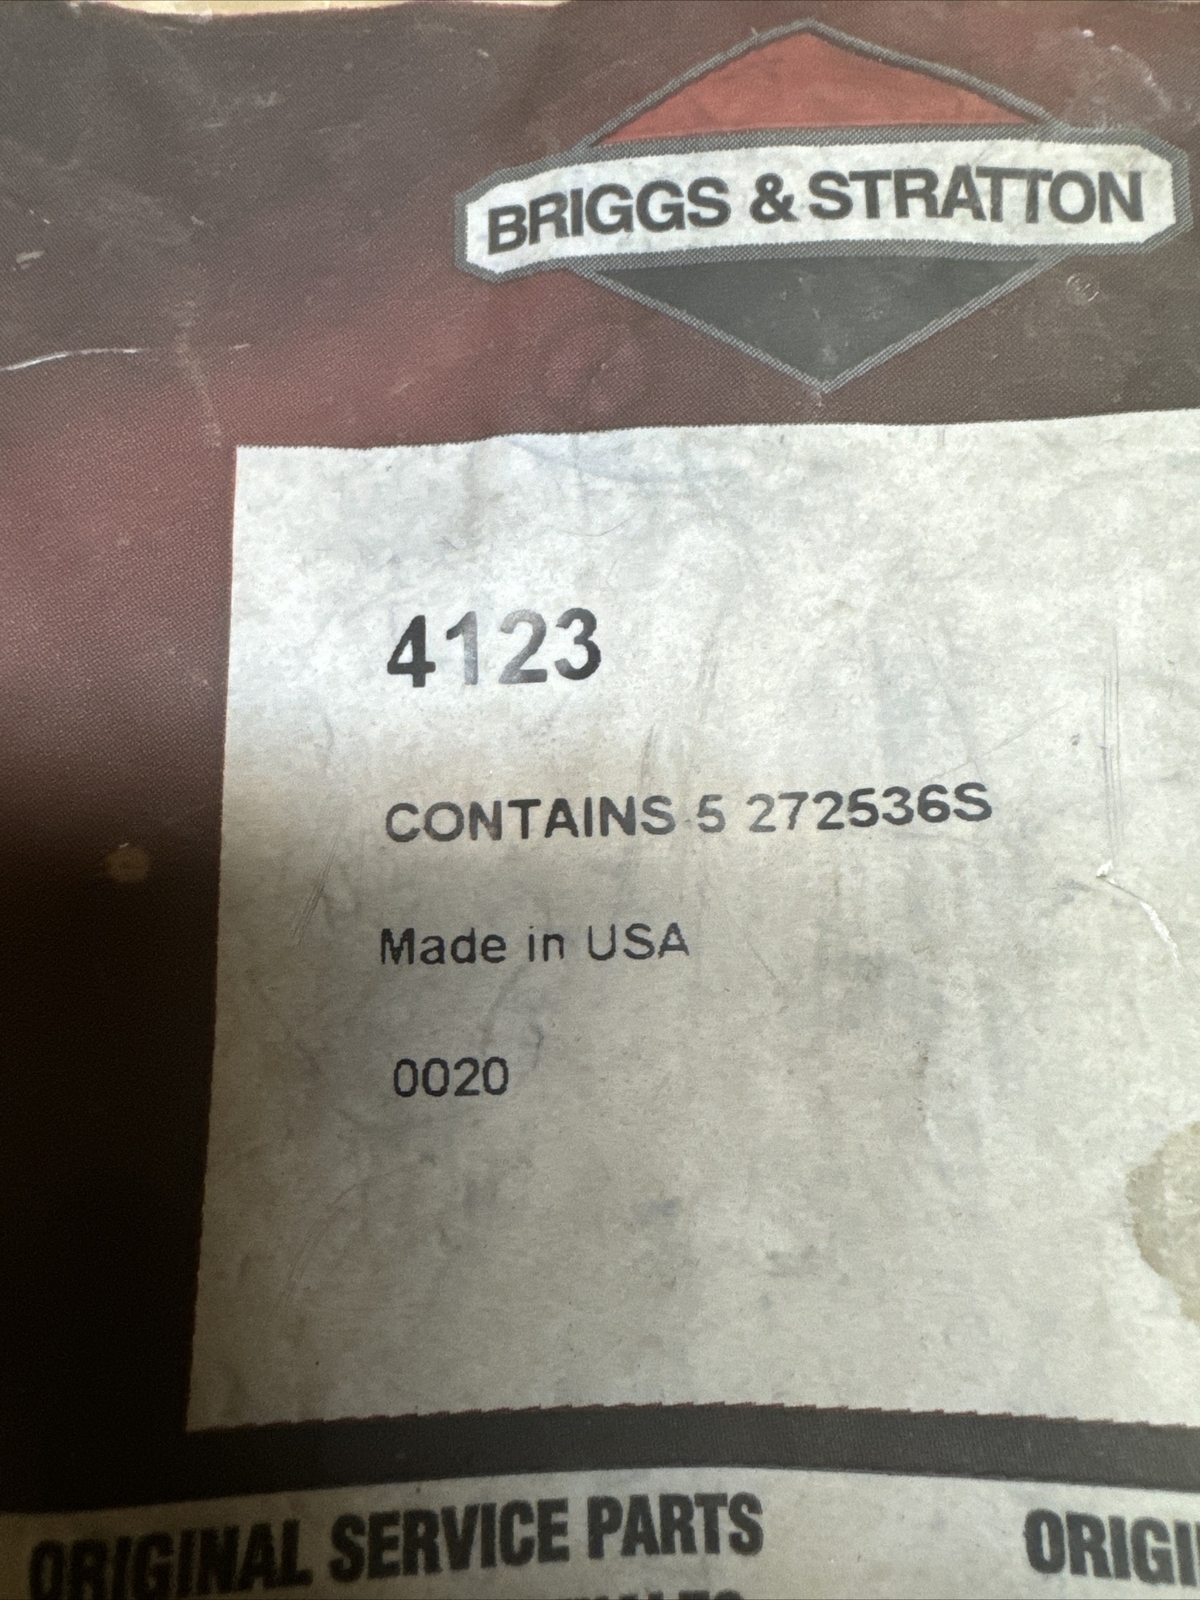 BRIGGS & STRATTON
4123
CONTAINS 5 272536S
Made in USA
0020
ORIGINAL SERVICE PARTS